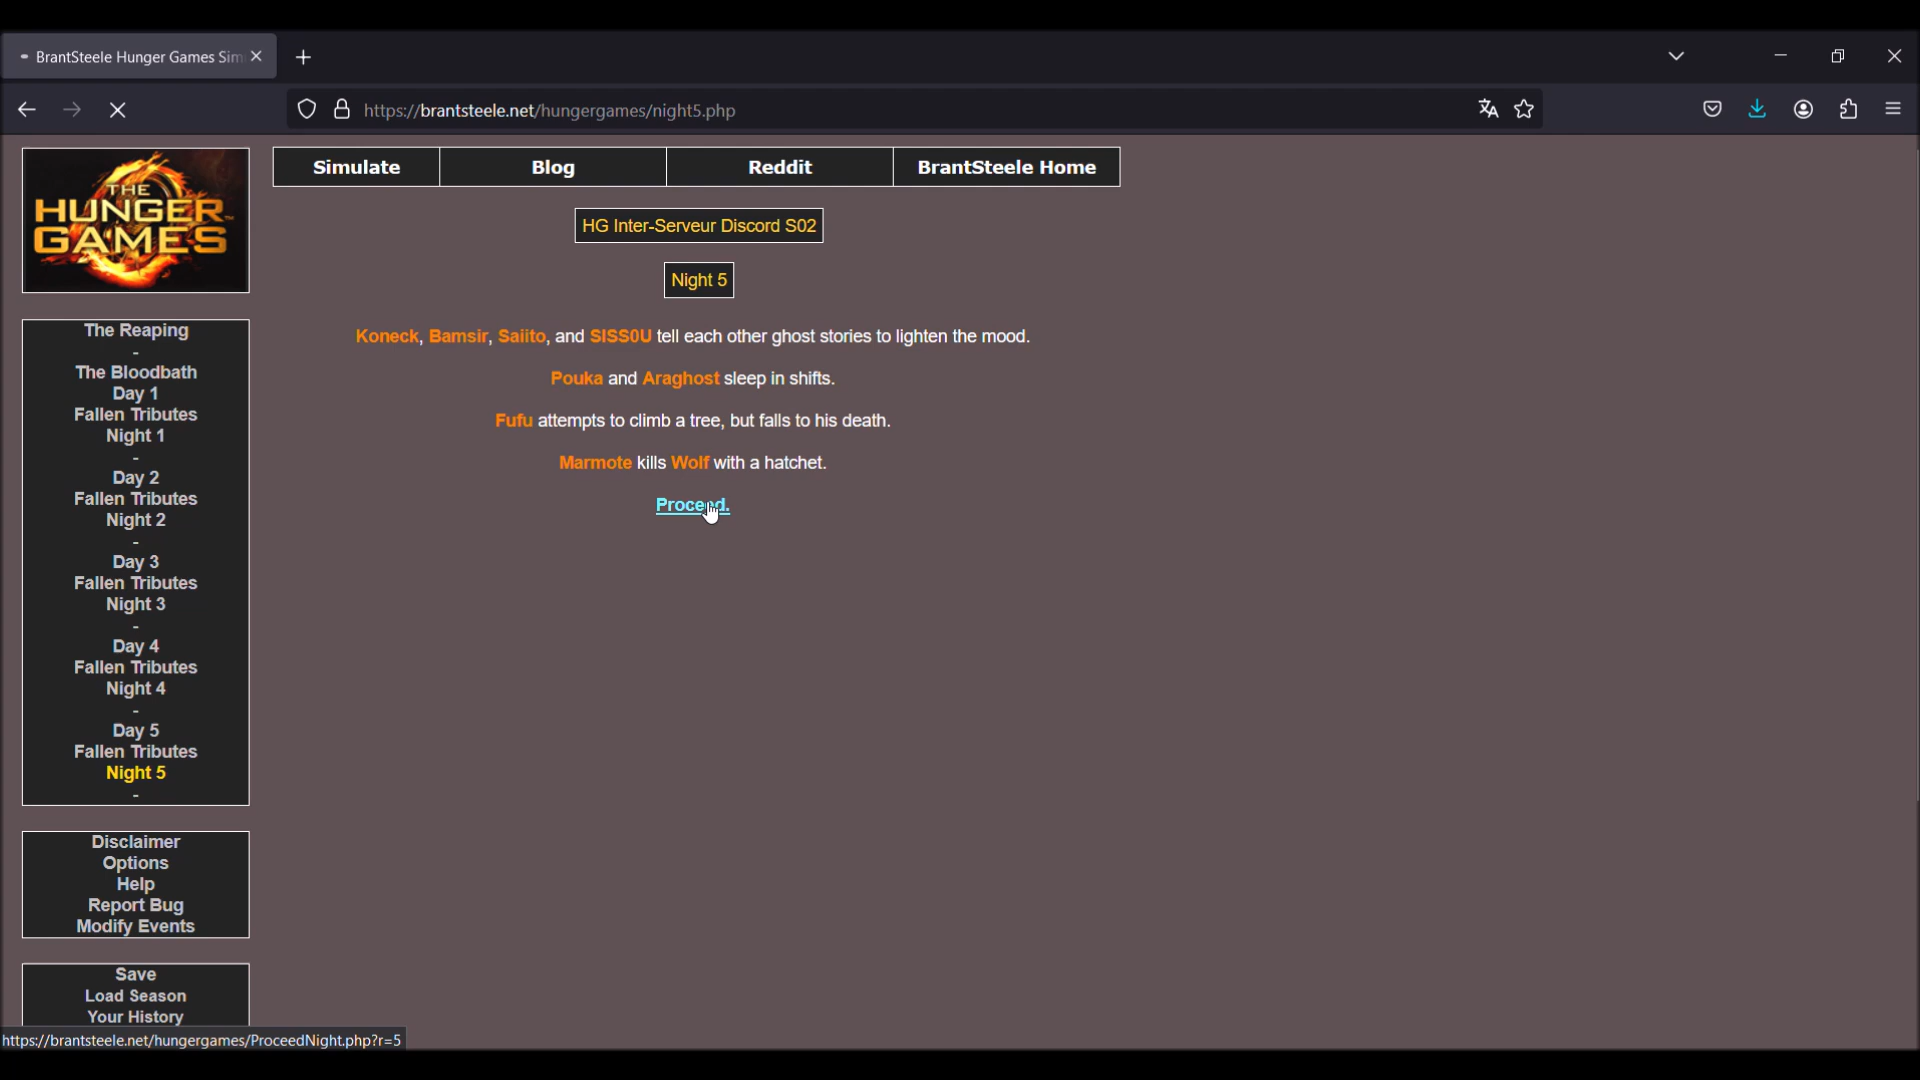 BrantSteele Hunger Games Sim
https://brantsteele.net/hungergames/night5.php
THE
HUNGER
GAMES
Simulate
Blog
Reddit
BrantSteele Home
HG Inter-Serveur Discord S02
Night 5
Koneck, Bamsir, Saiito, and SISS0U tell each other ghost stories to lighten the mood.
Pouka and Araghost sleep in shifts.
Fufu attempts to climb a tree, but falls to his death.
Marmote kills Wolf with a hatchet.
Proceed.
The Reaping
-
The Bloodbath
Day 1
Fallen Tributes
Night 1
-
Day 2
Fallen Tributes
Night 2
-
Day 3
Fallen Tributes
Night 3
-
Day 4
Fallen Tributes
Night 4
-
Day 5
Fallen Tributes
Night 5
-
Disclaimer
Options
Help
Report Bug
Modify Events
Save
Load Season
Your History
https://brantsteele.net/hungergames/ProceedNight.php?r=5